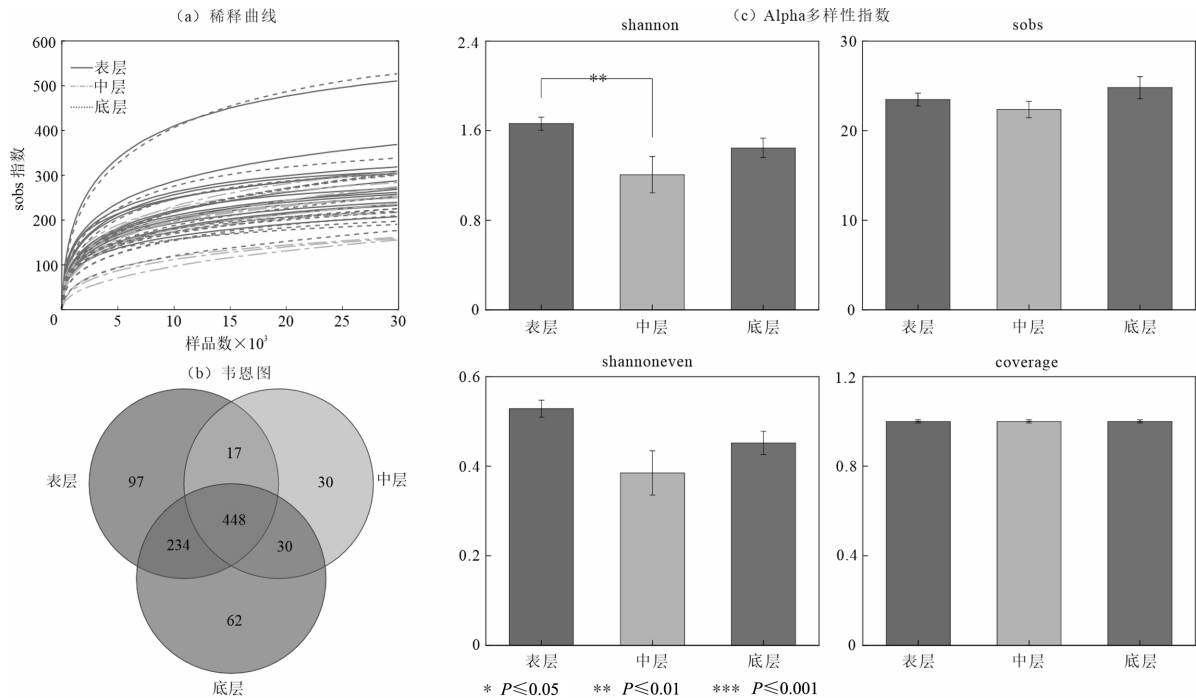 (a) 稀释曲线
600
500
400
300
200
100
0
5
10
15
20
25
30
sobs 指数
样品数×10³
表层
中层
底层
(b) 韦恩图
表层
中层
底层
97
17
30
448
234
30
62
(c) Alpha多样性指数
shannon
2.4
1.6
0.8
0
**
表层
中层
底层
sobs
30
20
10
0
表层
中层
底层
shannoneven
0.6
0.4
0.2
0
表层
中层
底层
coverage
1.2
0.8
0.4
0
表层
中层
底层
* P≤0.05 ** P≤0.01 *** P≤0.001